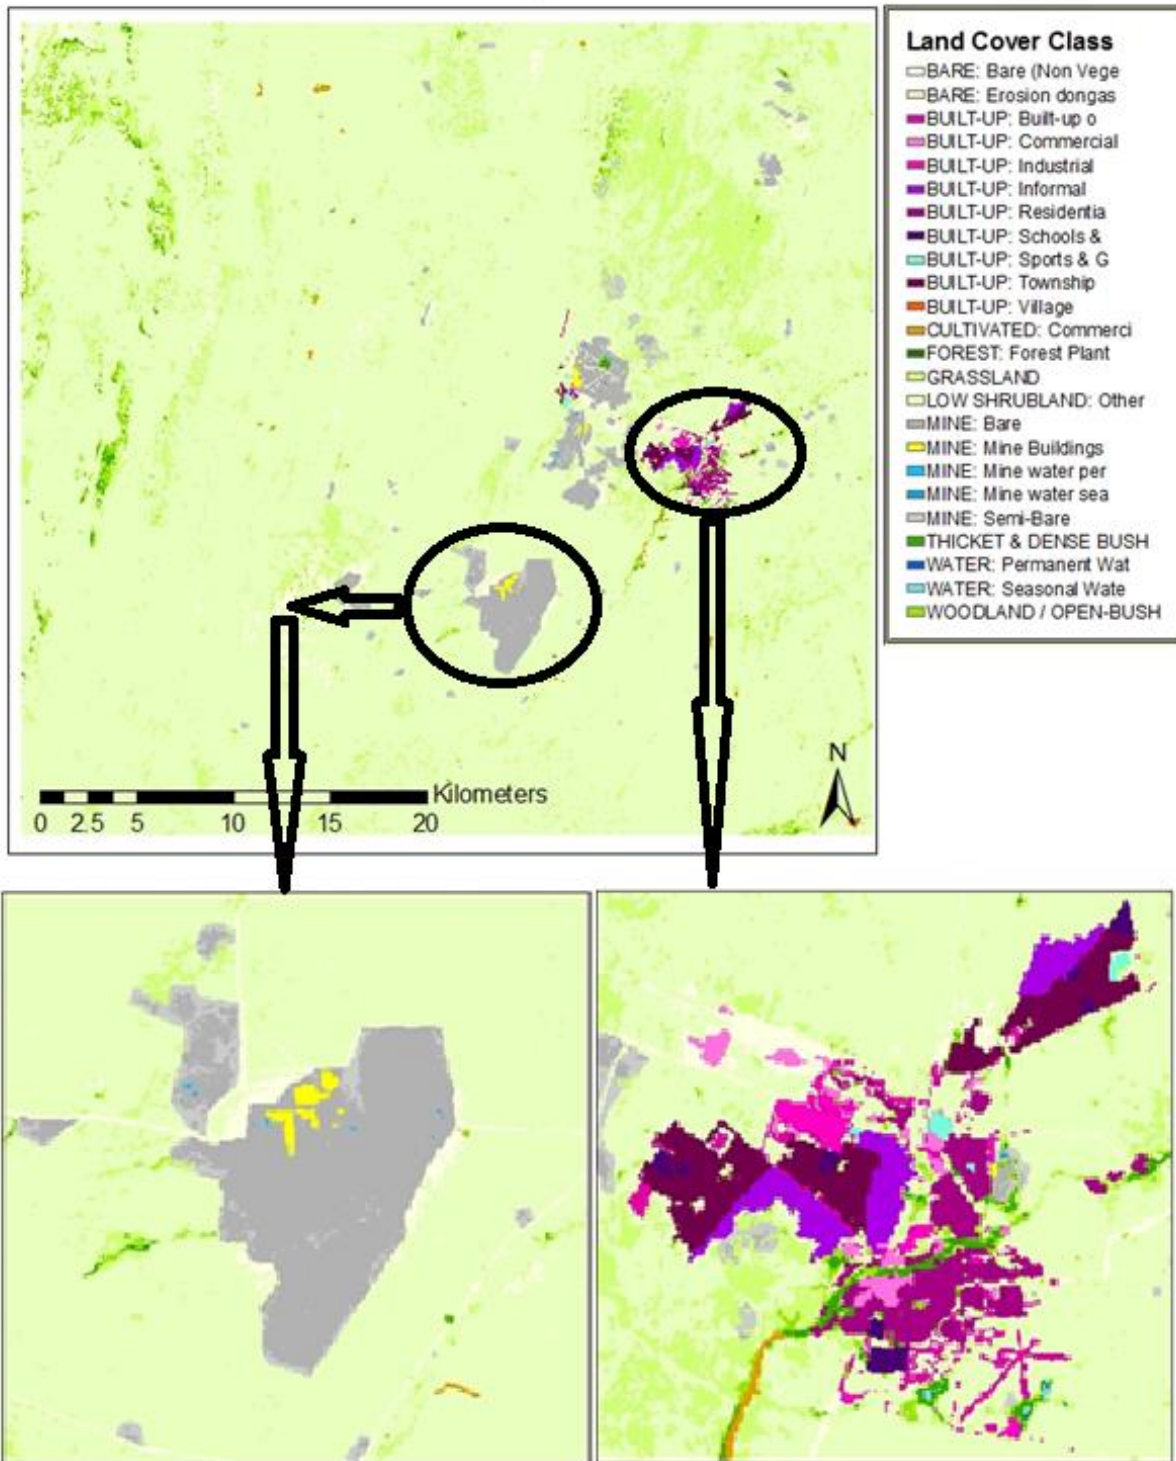 Land Cover Class
BARE: Bare (Non Vege
BARE: Erosion dongas
BUILT-UP: Built-up o
BUILT-UP: Commercial
BUILT-UP: Industrial
BUILT-UP: Informal
BUILT-UP: Residentia
BUILT-UP: Schools &
BUILT-UP: Sports & G
BUILT-UP: Township
BUILT-UP: Village
CULTIVATED: Commerci
FOREST: Forest Plant
GRASSLAND
LOW SHRUBLAND: Other
MINE: Bare
MINE: Mine Buildings
MINE: Mine water per
MINE: Mine water sea
MINE: Semi-Bare
THICKET & DENSE BUSH
WATER: Permanent Wat
WATER: Seasonal Wate
WOODLAND / OPEN-BUSH
N
Kilometers
0 2.5 5 10 15 20